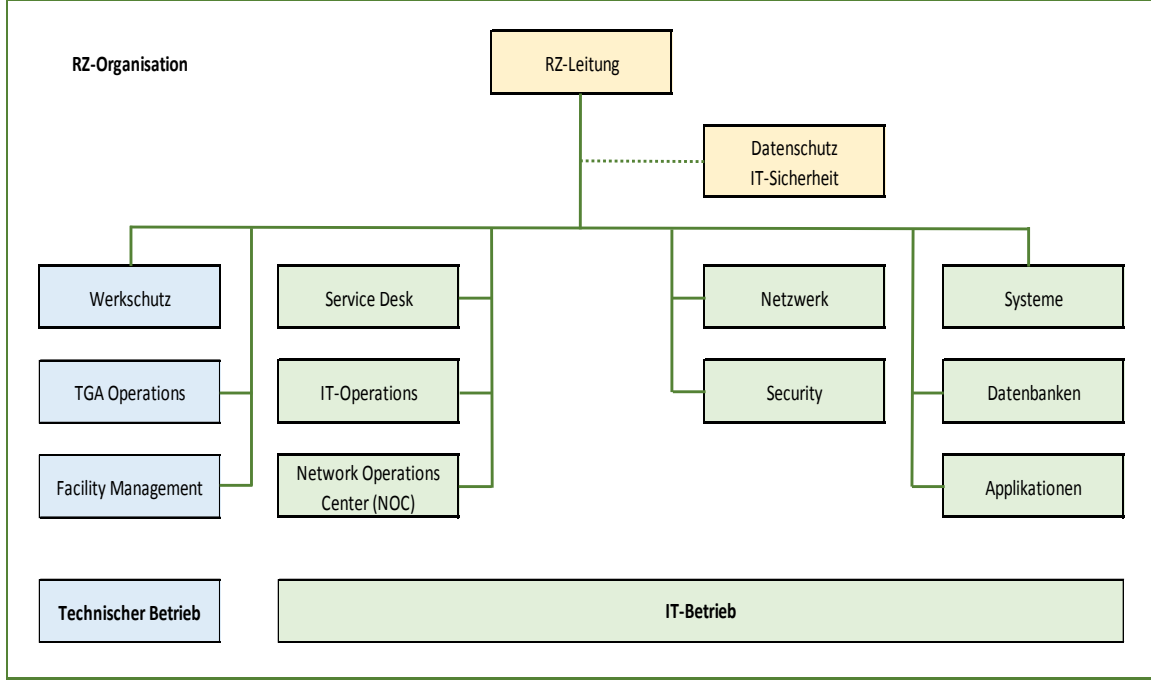 RZ-Organisation
RZ-Leitung
Datenschutz
IT-Sicherheit
Werkschutz
Service Desk
Netzwerk
Systeme
TGA Operations
IT-Operations
Security
Datenbanken
Facility Management
Network Operations
Center (NOC)
Applikationen
Technischer Betrieb
IT-Betrieb